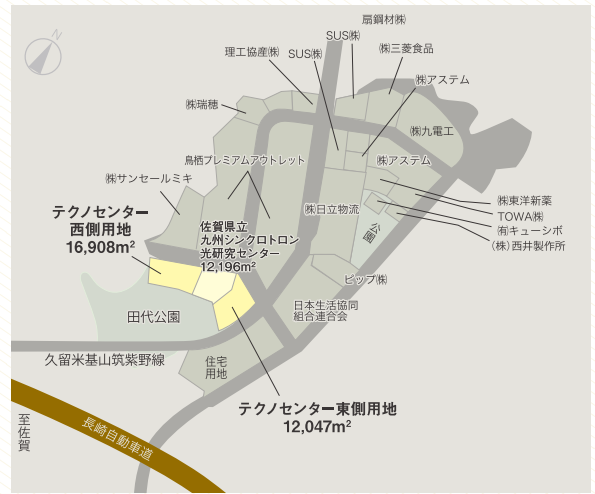 扇鋼材㈱
SUS㈱
㈱三菱食品
理工協産㈱
SUS㈱
㈱アステム
N
㈱瑞穂
㈱九電工
鳥栖プレミアムアウトレット
㈱アステム
㈱サンセールミキ
㈱東洋新薬
TOWA㈱
㈲キューシポ
(株)西井製作所
㈱日立物流
公園
テクノセンター
西側用地
16,908m²
佐賀県立
九州シンクロトロン
光研究センター
12,196m²
ピップ㈱
日本生活協同
組合連合会
田代公園
久留米基山筑紫野線
住宅
用地
テクノセンター東側用地
12,047m²
長崎自動車道
至佐賀